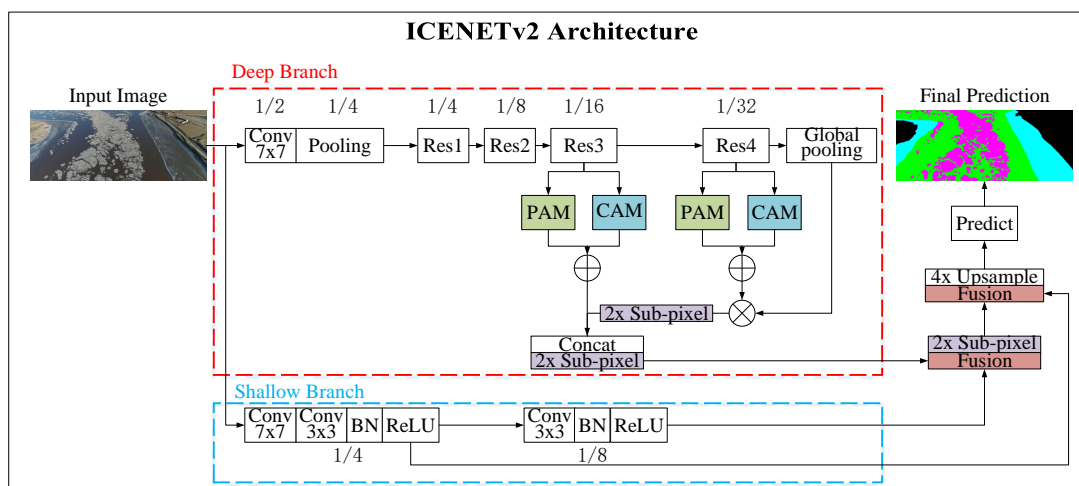 ICENETv2 Architecture
Deep Branch
Input Image
1/2
1/4
1/4
1/8
1/16
1/32
Final Prediction
Conv
7x7
Pooling
Res1
Res2
Res3
Res4
Global
pooling
PAM
CAM
PAM
CAM
Predict
4x Upsample
Fusion
2x Sub-pixel
Concat
2x Sub-pixel
2x Sub-pixel
Fusion
Shallow Branch
Conv
7x7
Conv
3x3
BN
ReLU
Conv
3x3
BN
ReLU
1/4
1/8